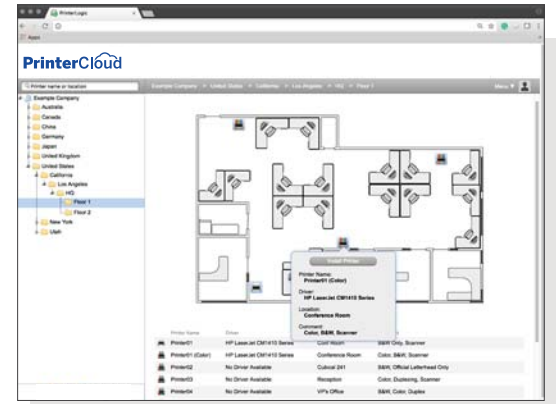 PrinterLogic
Apps
PrinterCloud
Printer name or location
Example Company > United States > California > Los Angeles > HQ > Floor 1
Menu
Example Company
Australia
Canada
China
Germany
Japan
United Kingdom
United States
California
Los Angeles
HQ
Floor 1
Floor 2
New York
Utah
Install Printer
Printer Name:
Printer01 (Color)
Driver:
HP LaserJet CM1410 Series
Location:
Conference Room
Comment:
Color, B&W, Scanner
Printer Name Driver
Printer01 HP LaserJet CM1410 Series Conf Room B&W Only, Scanner
Printer01 (Color) HP LaserJet CM1410 Series Conference Room Color, B&W, Scanner
Printer02 No Driver Available Cubical 241 B&W, Official Letterhead Only
Printer03 No Driver Available Reception Color, Duplexing, Scanner
Printer04 No Driver Available VP's Office B&W, Color, Duplex